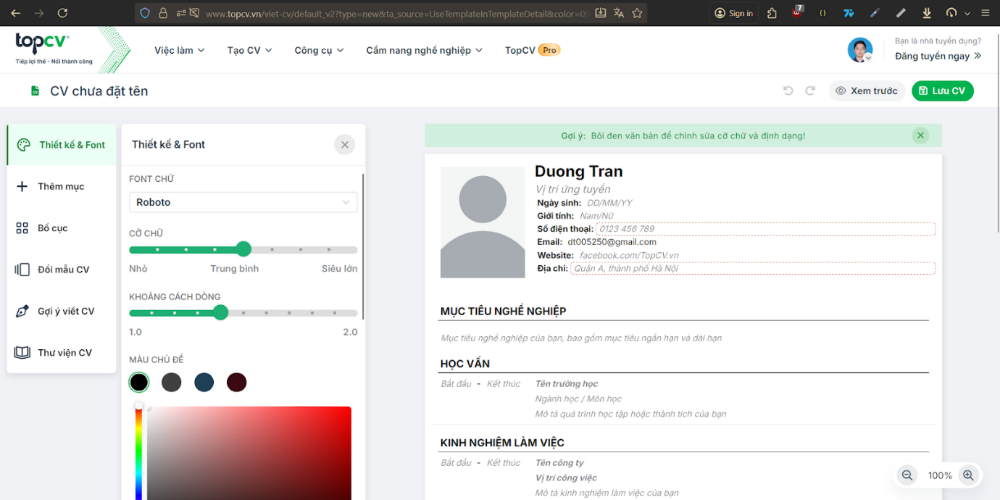 www.topcv.vn/viet-cv/default_v2?type=new&ta_source=UseTemplateInTemplateDetail&color=00
Sign in
7
topcv
Tiếp lợi thế - Nối thành công
Việc làm
Tạo CV
Công cụ
Cẩm nang nghề nghiệp
TopCV Pro
Bạn là nhà tuyển dụng?
Đăng tuyển ngay
CV chưa đặt tên
Xem trước
Lưu CV
Thiết kế & Font
Thêm mục
Bố cục
Đổi mẫu CV
Gợi ý viết CV
Thư viện CV
Thiết kế & Font
FONT CHỮ
Roboto
CỠ CHỮ
Nhỏ Trung bình Siêu lớn
KHOẢNG CÁCH DÒNG
1.0 2.0
MÀU CHỦ ĐỀ
Gợi ý: Bôi đen văn bản để chỉnh sửa cỡ chữ và định dạng!
Duong Tran
Vị trí ứng tuyển
Ngày sinh: DD/MM/YY
Giới tính: Nam/Nữ
Số điện thoại: 0123 456 789
Email: dt005250@gmail.com
Website: facebook.com/TopCV.vn
Địa chỉ: Quận A, thành phố Hà Nội
MỤC TIÊU NGHỀ NGHIỆP
Mục tiêu nghề nghiệp của bạn, bao gồm mục tiêu ngắn hạn và dài hạn
HỌC VẤN
Bắt đầu - Kết thúc Tên trường học
Ngành học / Môn học
Mô tả quá trình học tập hoặc thành tích của bạn
KINH NGHIỆM LÀM VIỆC
Bắt đầu - Kết thúc Tên công ty
Vị trí công việc
Mô tả kinh nghiệm làm việc của bạn
100%